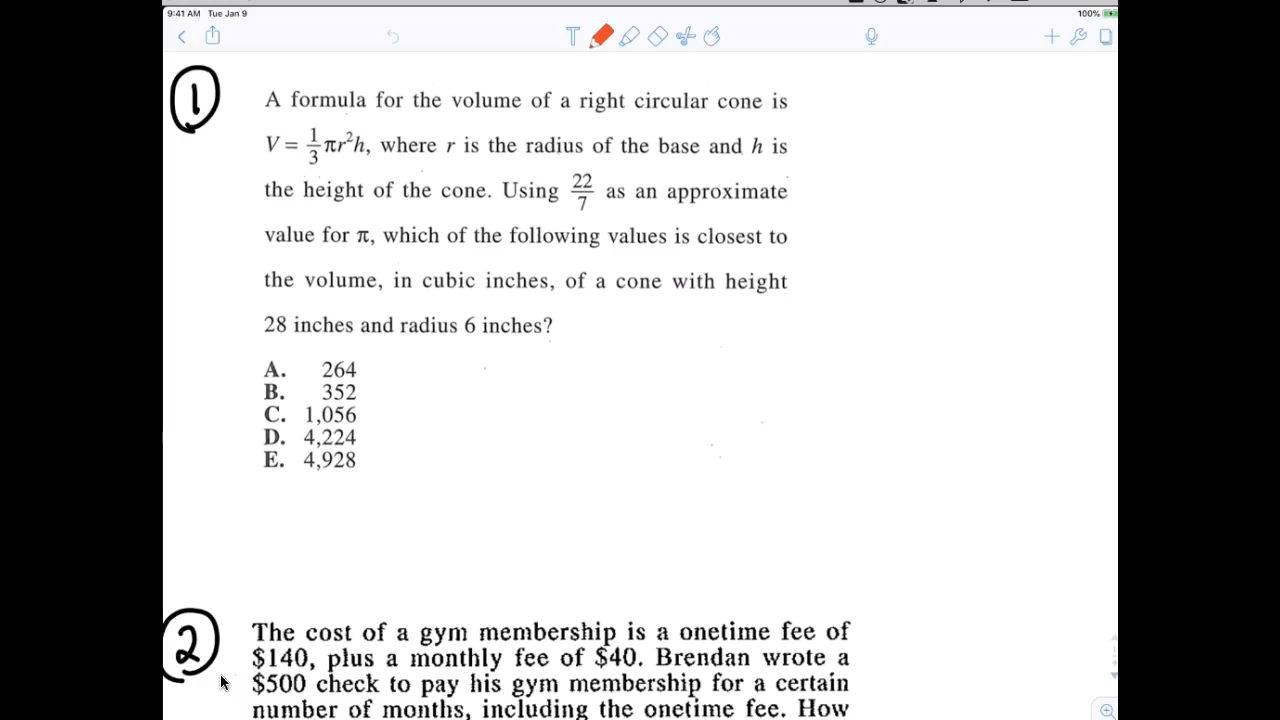 9:41 AM Tue Jan 9
100%
T
1
A formula for the volume of a right circular cone is
V = 1/3 πr²h, where r is the radius of the base and h is
the height of the cone. Using 22/7 as an approximate
value for π, which of the following values is closest to
the volume, in cubic inches, of a cone with height
28 inches and radius 6 inches?
A. 264
B. 352
C. 1,056
D. 4,224
E. 4,928
2
The cost of a gym membership is a onetime fee of
$140, plus a monthly fee of $40. Brendan wrote a
$500 check to pay his gym membership for a certain
number of months, including the onetime fee. How